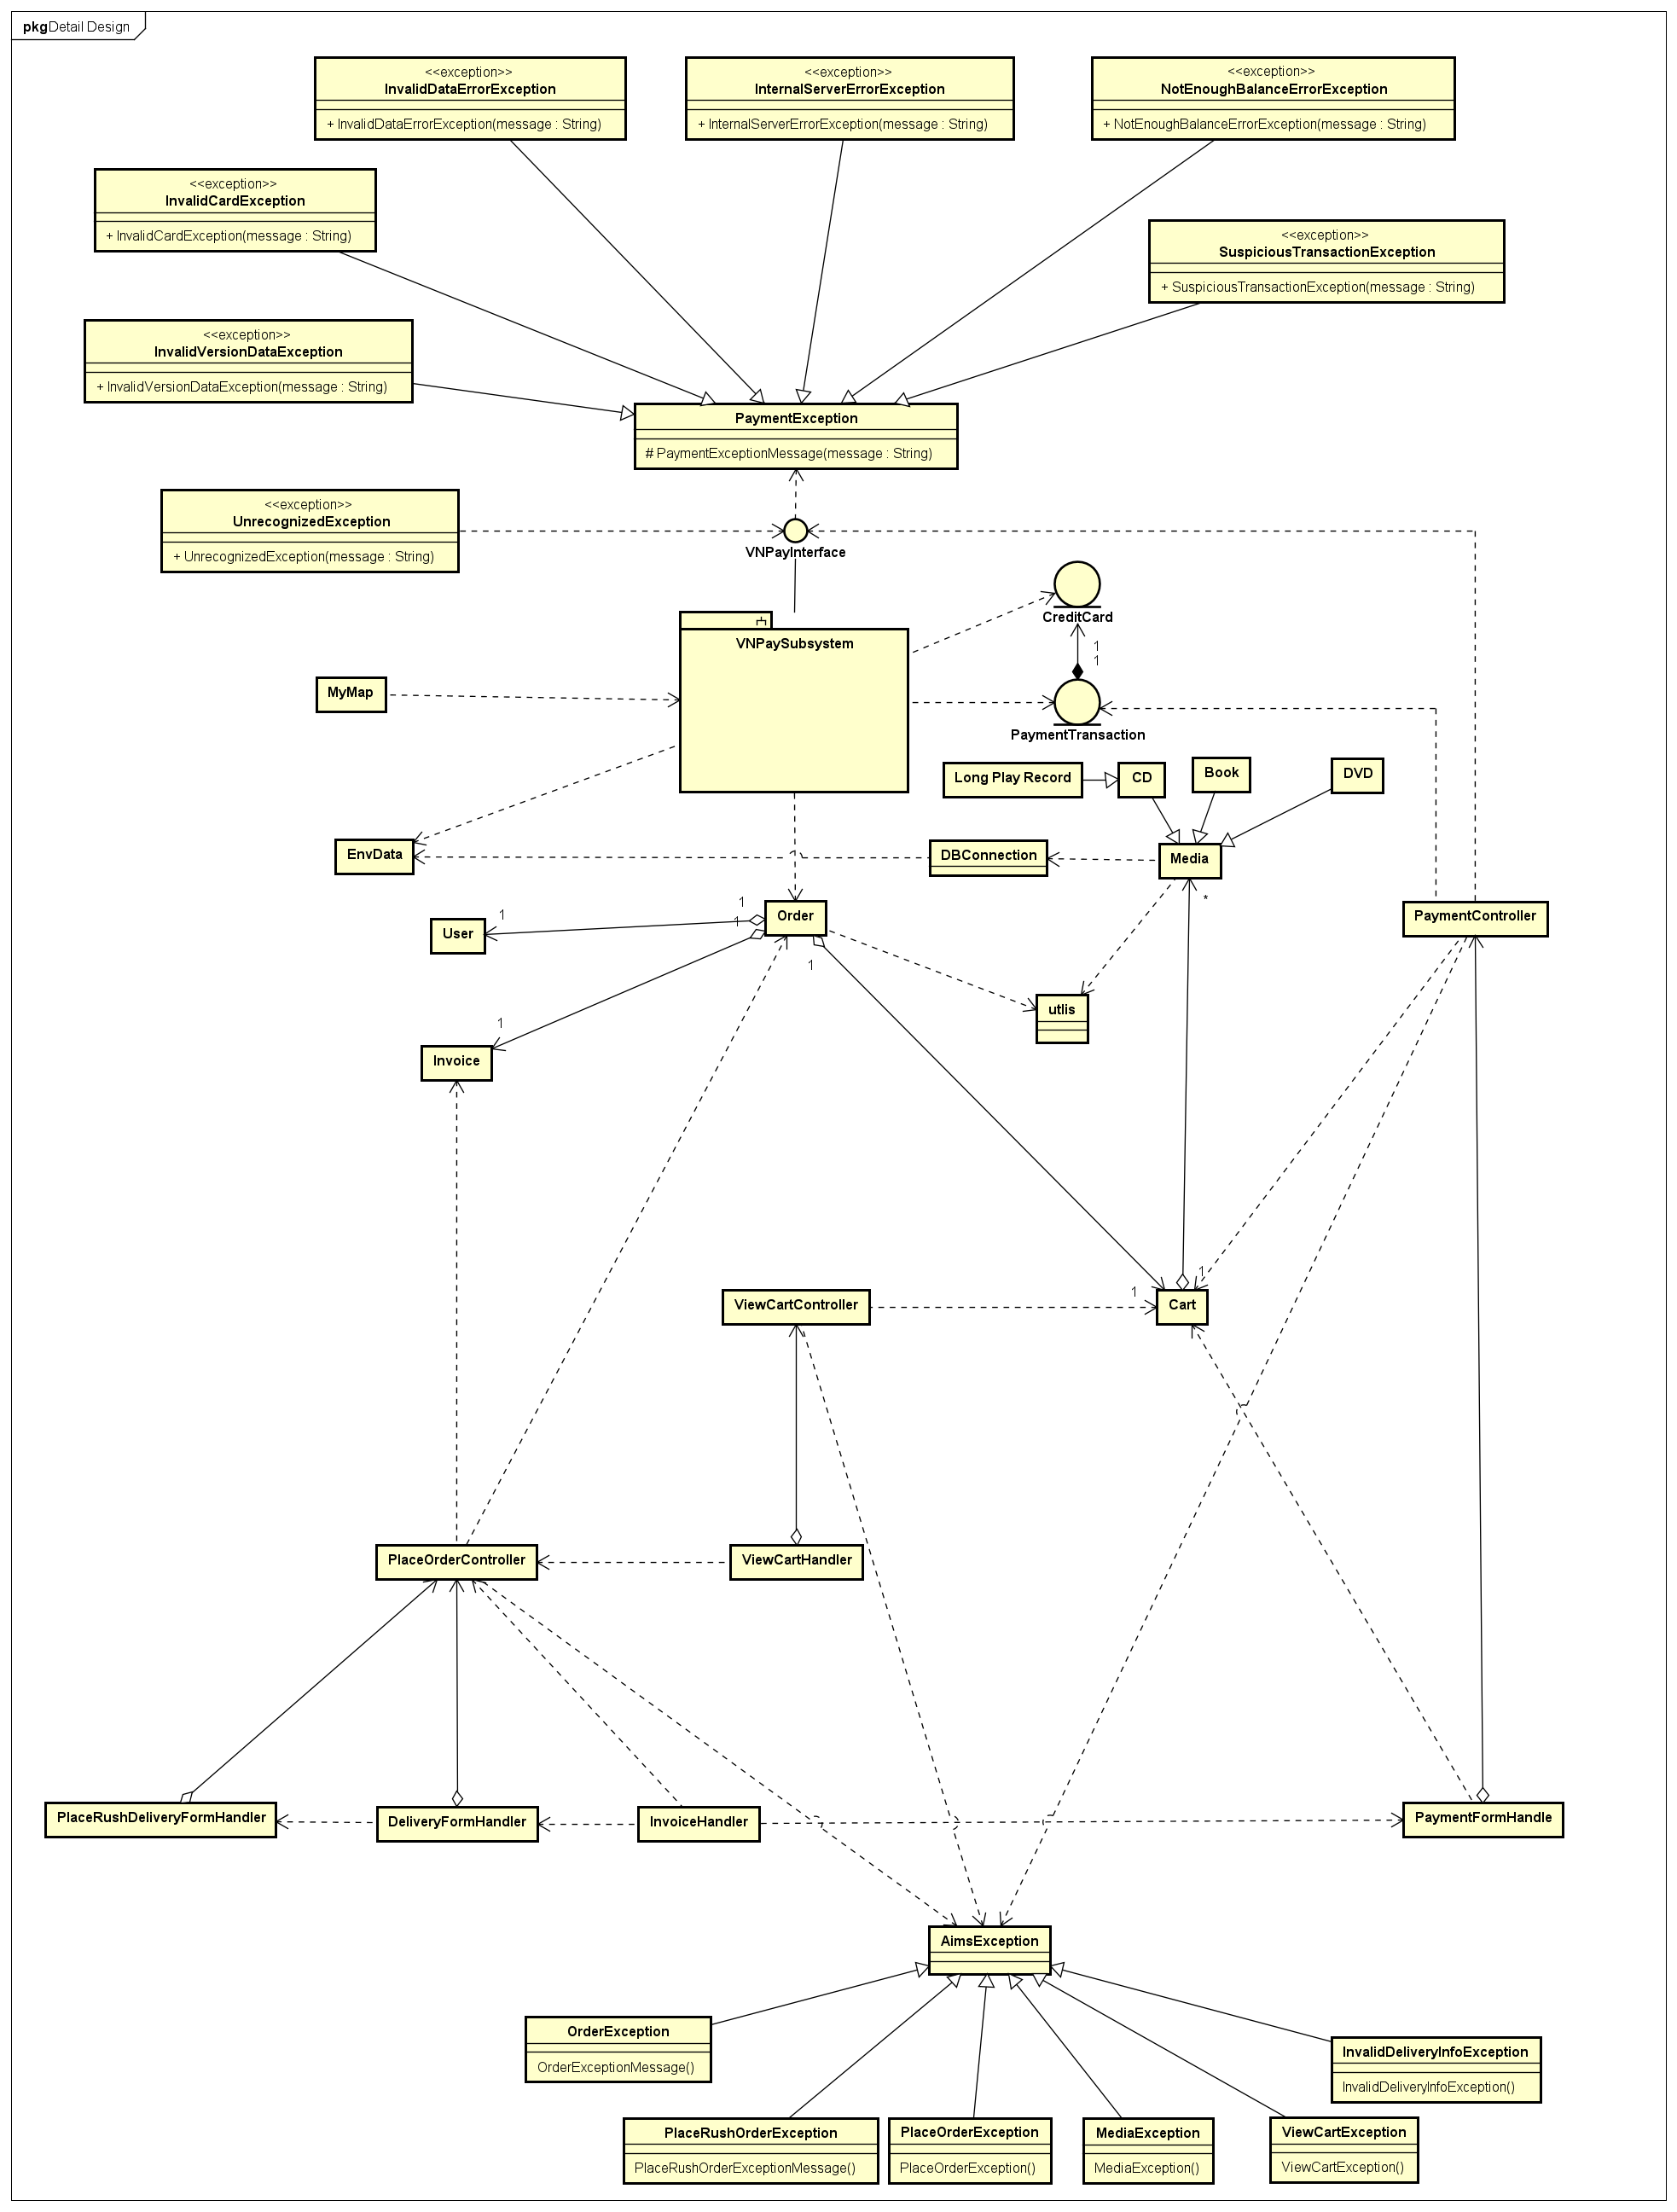 pkg Detail Design
<<exception>>
InvalidDataErrorException
+ InvalidDataErrorException(message : String)
<<exception>>
InternalServerErrorException
+ InternalServerErrorException(message : String)
<<exception>>
NotEnoughBalanceErrorException
+ NotEnoughBalanceErrorException(message : String)
<<exception>>
InvalidCardException
+ InvalidCardException(message : String)
<<exception>>
SuspiciousTransactionException
+ SuspiciousTransactionException(message : String)
<<exception>>
InvalidVersionDataException
+ InvalidVersionDataException(message : String)
PaymentException
# PaymentExceptionMessage(message : String)
<<exception>>
UnrecognizedException
+ UnrecognizedException(message : String)
VNPayInterface
CreditCard
1
1
VNPaySubsystem
MyMap
PaymentTransaction
Long Play Record
CD
Book
DVD
EnvData
DBConnection
Media
*
1
1
1
User
Order
PaymentController
1
utlis
1
Invoice
1
1
ViewCartController
Cart
PlaceOrderController
ViewCartHandler
PlaceRushDeliveryFormHandler
DeliveryFormHandler
InvoiceHandler
PaymentFormHandle
AimsException
OrderException
OrderExceptionMessage()
InvalidDeliveryInfoException
InvalidDeliveryInfoException()
PlaceRushOrderException
PlaceRushOrderExceptionMessage()
PlaceOrderException
PlaceOrderException()
MediaException
MediaException()
ViewCartException
ViewCartException()